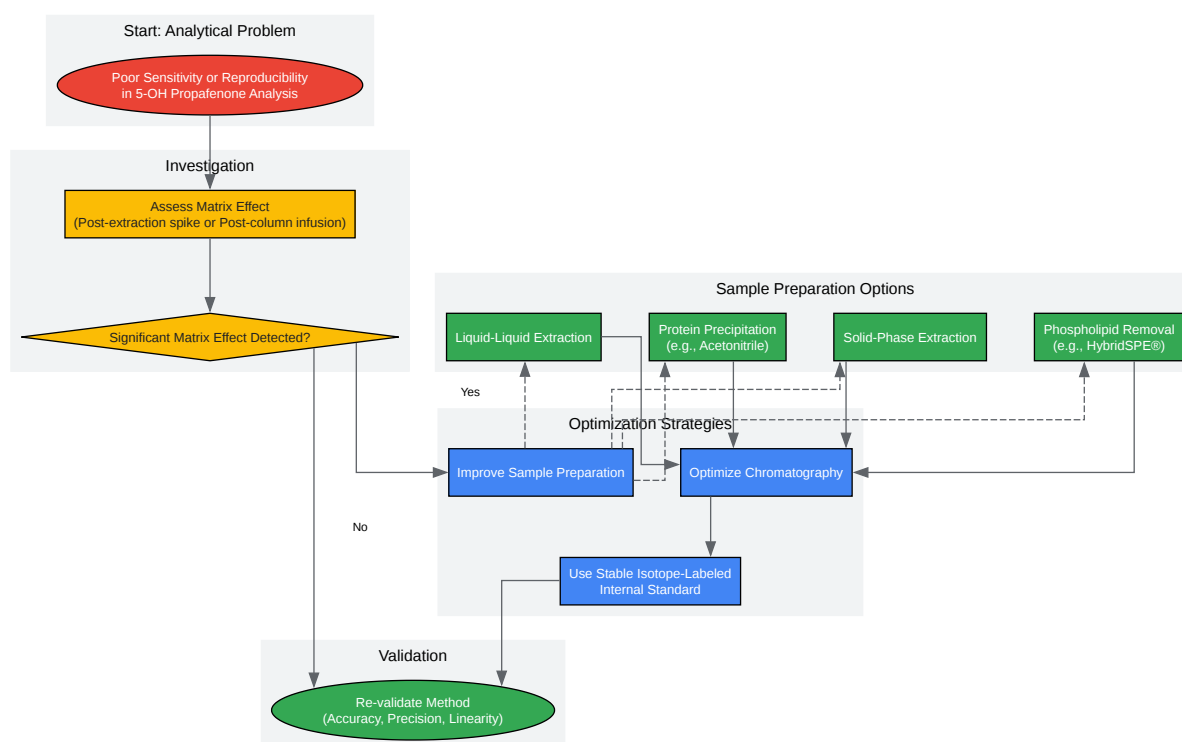 Start: Analytical Problem
Poor Sensitivity or Reproducibility
in 5-OH Propafenone Analysis
Investigation
Assess Matrix Effect
(Post-extraction spike or Post-column infusion)
Significant Matrix Effect Detected?
Sample Preparation Options
Liquid-Liquid Extraction
Protein Precipitation
(e.g., Acetonitrile)
Solid-Phase Extraction
Phospholipid Removal
(e.g., HybridSPE®)
Yes
Optimization Strategies
Improve Sample Preparation
Optimize Chromatography
No
Use Stable Isotope-Labeled
Internal Standard
Validation
Re-validate Method
(Accuracy, Precision, Linearity)